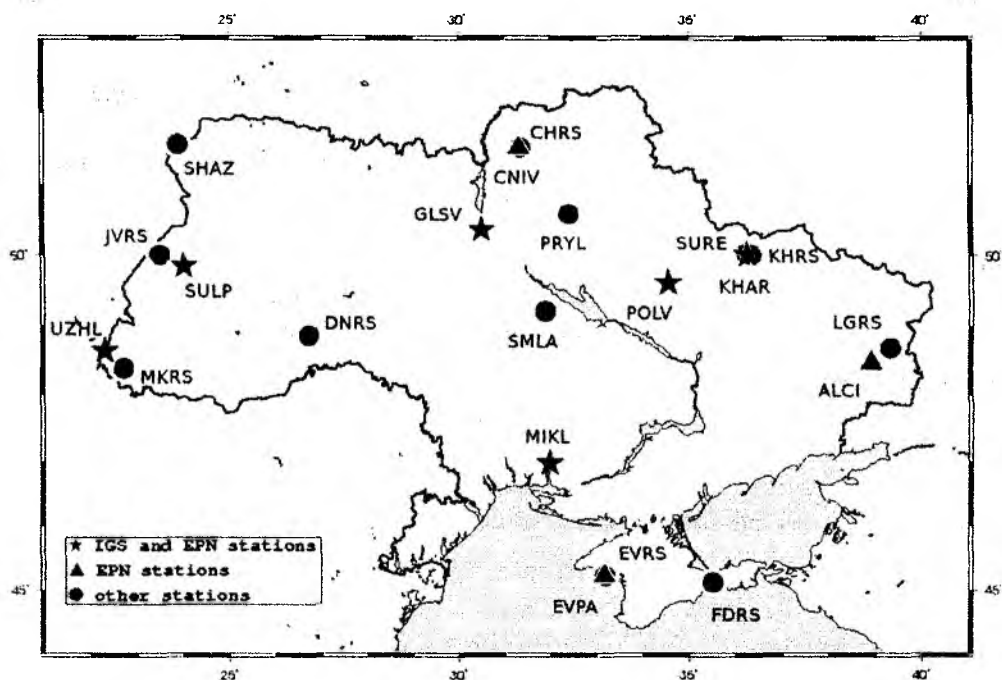 25° 30° 35° 40°
CHRS
SHAZ
CNIV
GLSV
PRYL
JVRS
SURE
50° 50°
KHRS
SULP
KHAR
POLV
UZHL
DNRS
LGRS
SMLA
MKRS
ALCI
MIKL
IGS and EPN stations
EVRS
EPN stations
45° 45°
other stations
EVPA
FDRS
25° 30° 35° 40°